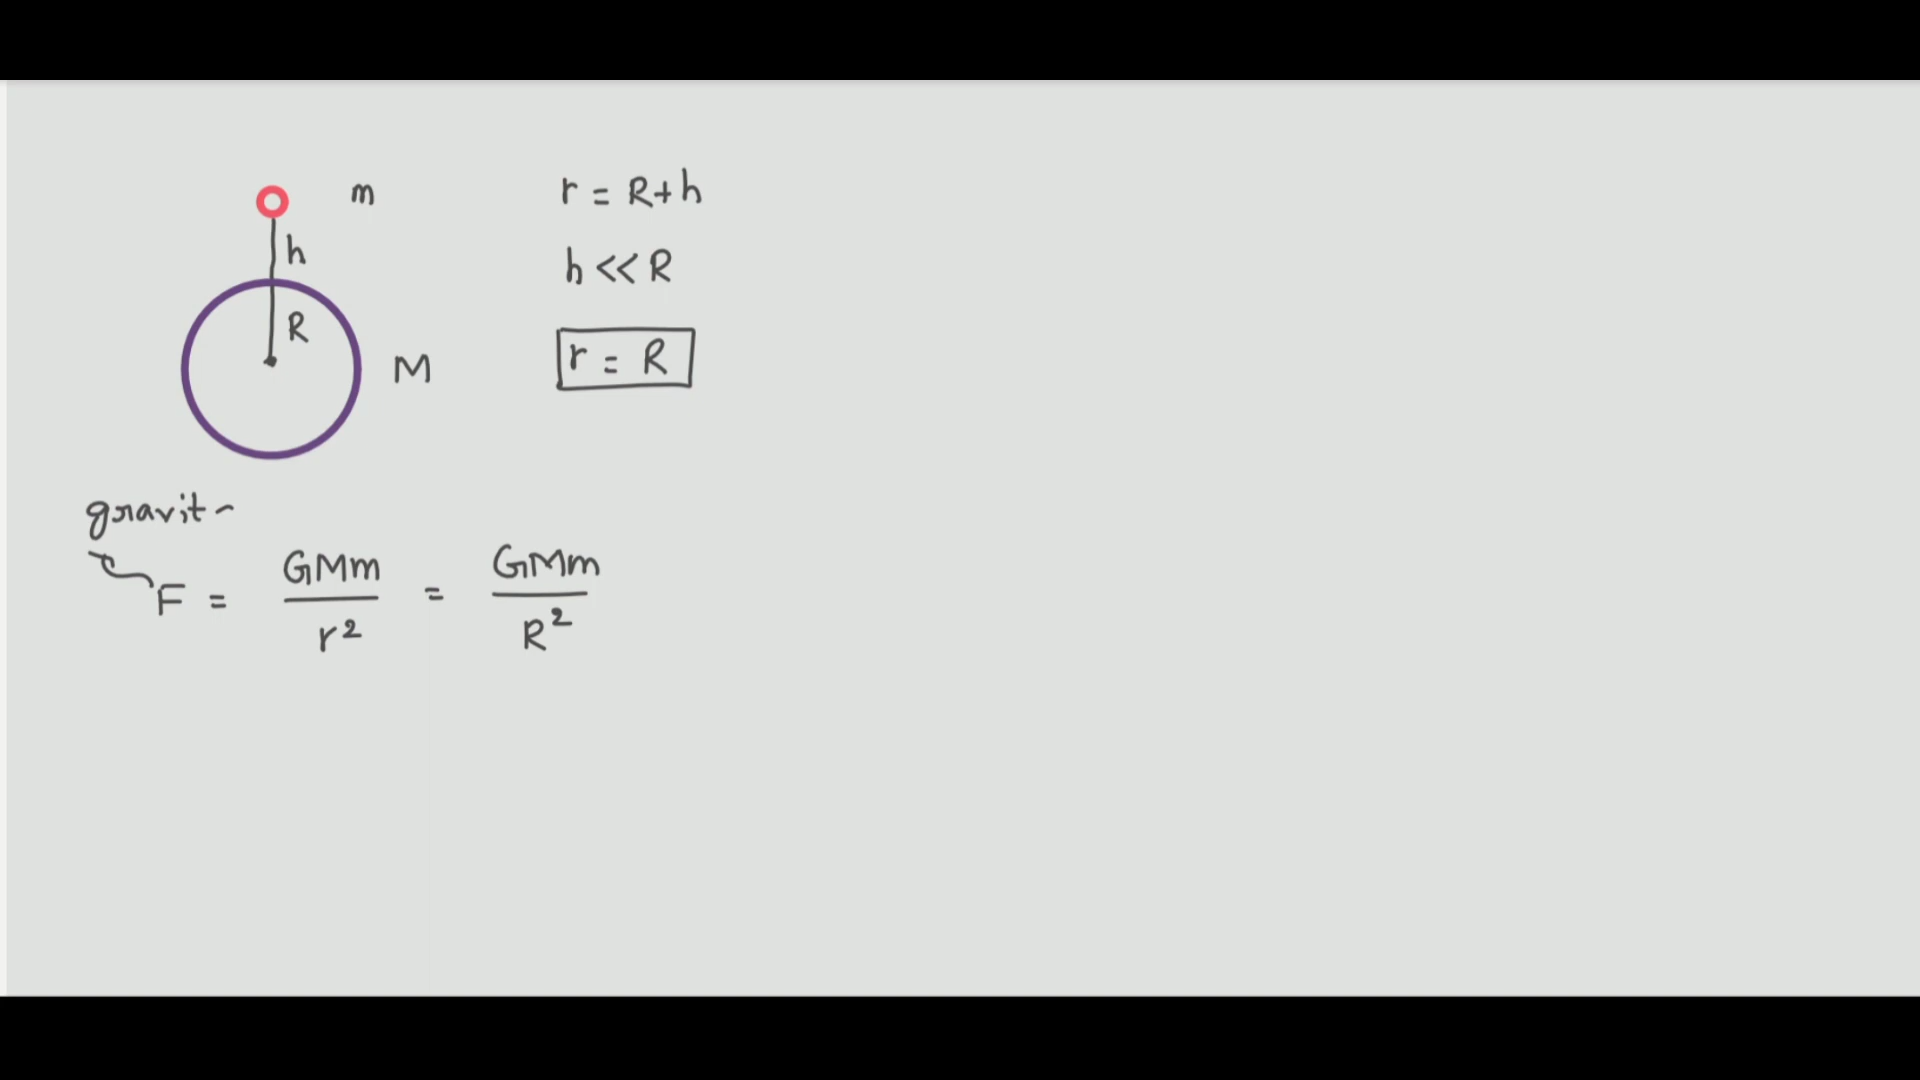 m
h
R
M
r = R+h
h << R
r = R
gravit~
F = GMm / r² = GMm / R²